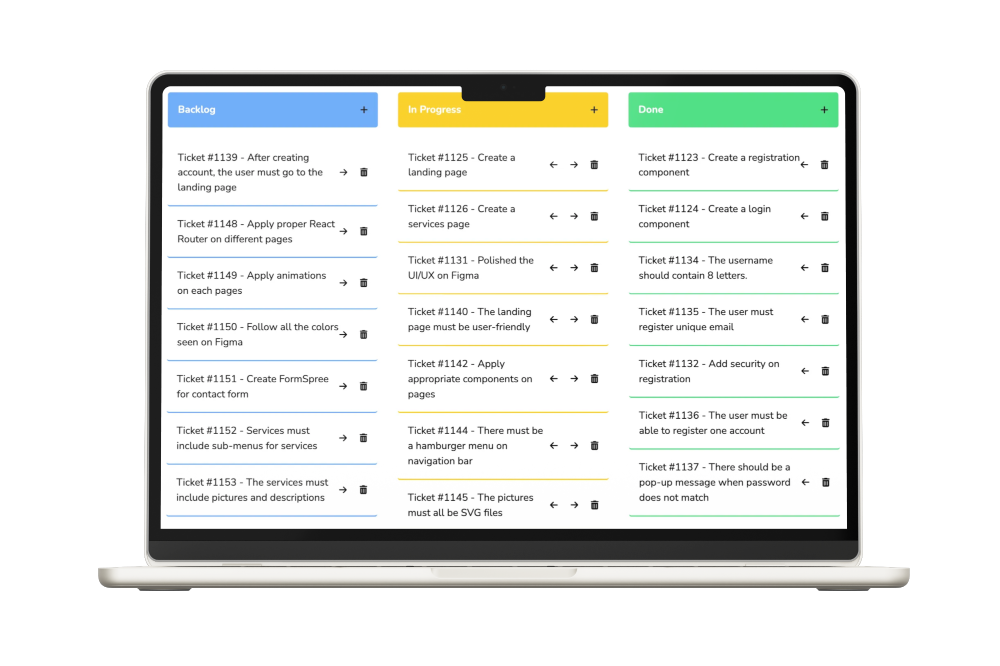 Backlog
Ticket #1139 - After creating
account, the user must go to the
landing page
Ticket #1148 - Apply proper React
Router on different pages
Ticket #1149 - Apply animations
on each pages
Ticket #1150 - Follow all the colors
seen on Figma
Ticket #1151 - Create FormSpree
for contact form
Ticket #1152 - Services must
include sub-menus for services
Ticket #1153 - The services must
include pictures and descriptions
In Progress
Ticket #1125 - Create a
landing page
Ticket #1126 - Create a
services page
Ticket #1131 - Polished the
UI/UX on Figma
Ticket #1140 - The landing
page must be user-friendly
Ticket #1142 - Apply
appropriate components on
pages
Ticket #1144 - There must be
a hamburger menu on
navigation bar
Ticket #1145 - The pictures
must all be SVG files
Done
Ticket #1123 - Create a registration
component
Ticket #1124 - Create a login
component
Ticket #1134 - The username
should contain 8 letters.
Ticket #1135 - The user must
register unique email
Ticket #1132 - Add security on
registration
Ticket #1136 - The user must be
able to register one account
Ticket #1137 - There should be a
pop-up message when password
does not match